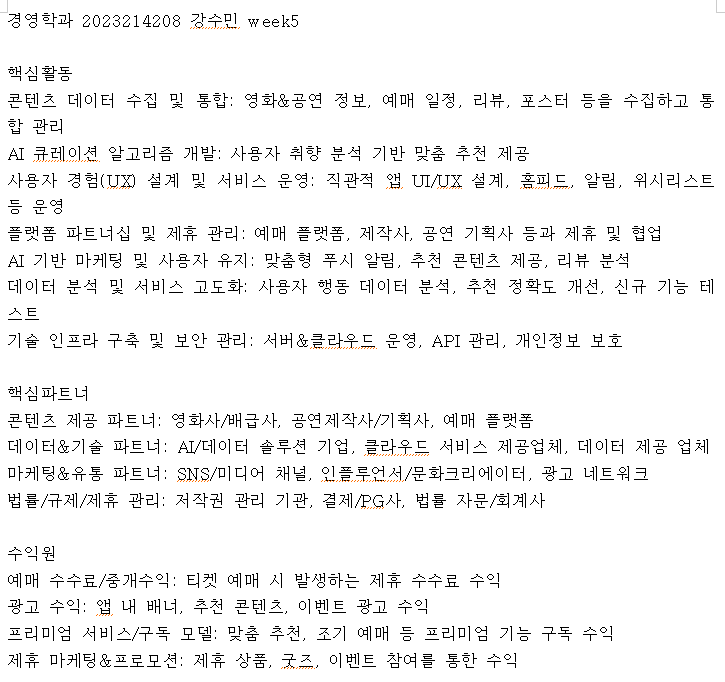 경영학과 2023214208 강수민 week5
핵심활동
콘텐츠 데이터 수집 및 통합: 영화&공연 정보, 예매 일정, 리뷰, 포스터 등을 수집하고 통
합 관리
AI 큐레이션 알고리즘 개발: 사용자 취향 분석 기반 맞춤 추천 제공
사용자 경험(UX) 설계 및 서비스 운영: 직관적 앱 UI/UX 설계, 홈피드, 알림, 위시리스트
등 운영
플랫폼 파트너십 및 제휴 관리: 예매 플랫폼, 제작사, 공연 기획사 등과 제휴 및 협업
AI 기반 마케팅 및 사용자 유지: 맞춤형 푸시 알림, 추천 콘텐츠 제공, 리뷰 분석
데이터 분석 및 서비스 고도화: 사용자 행동 데이터 분석, 추천 정확도 개선, 신규 기능 테
스트
기술 인프라 구축 및 보안 관리: 서버&클라우드 운영, API 관리, 개인정보 보호
핵심파트너
콘텐츠 제공 파트너: 영화사/배급사, 공연제작사/기획사, 예매 플랫폼
데이터&기술 파트너: AI/데이터 솔루션 기업, 클라우드 서비스 제공업체, 데이터 제공 업체
마케팅&유통 파트너: SNS/미디어 채널, 인플루언서/문화크리에이터, 광고 네트워크
법률/규제/제휴 관리: 저작권 관리 기관, 결제/PG사, 법률 자문/회계사
수익원
예매 수수료/중개수익: 티켓 예매 시 발생하는 제휴 수수료 수익
광고 수익: 앱 내 배너, 추천 콘텐츠, 이벤트 광고 수익
프리미엄 서비스/구독 모델: 맞춤 추천, 조기 예매 등 프리미엄 기능 구독 수익
제휴 마케팅&프로모션: 제휴 상품, 굿즈, 이벤트 참여를 통한 수익